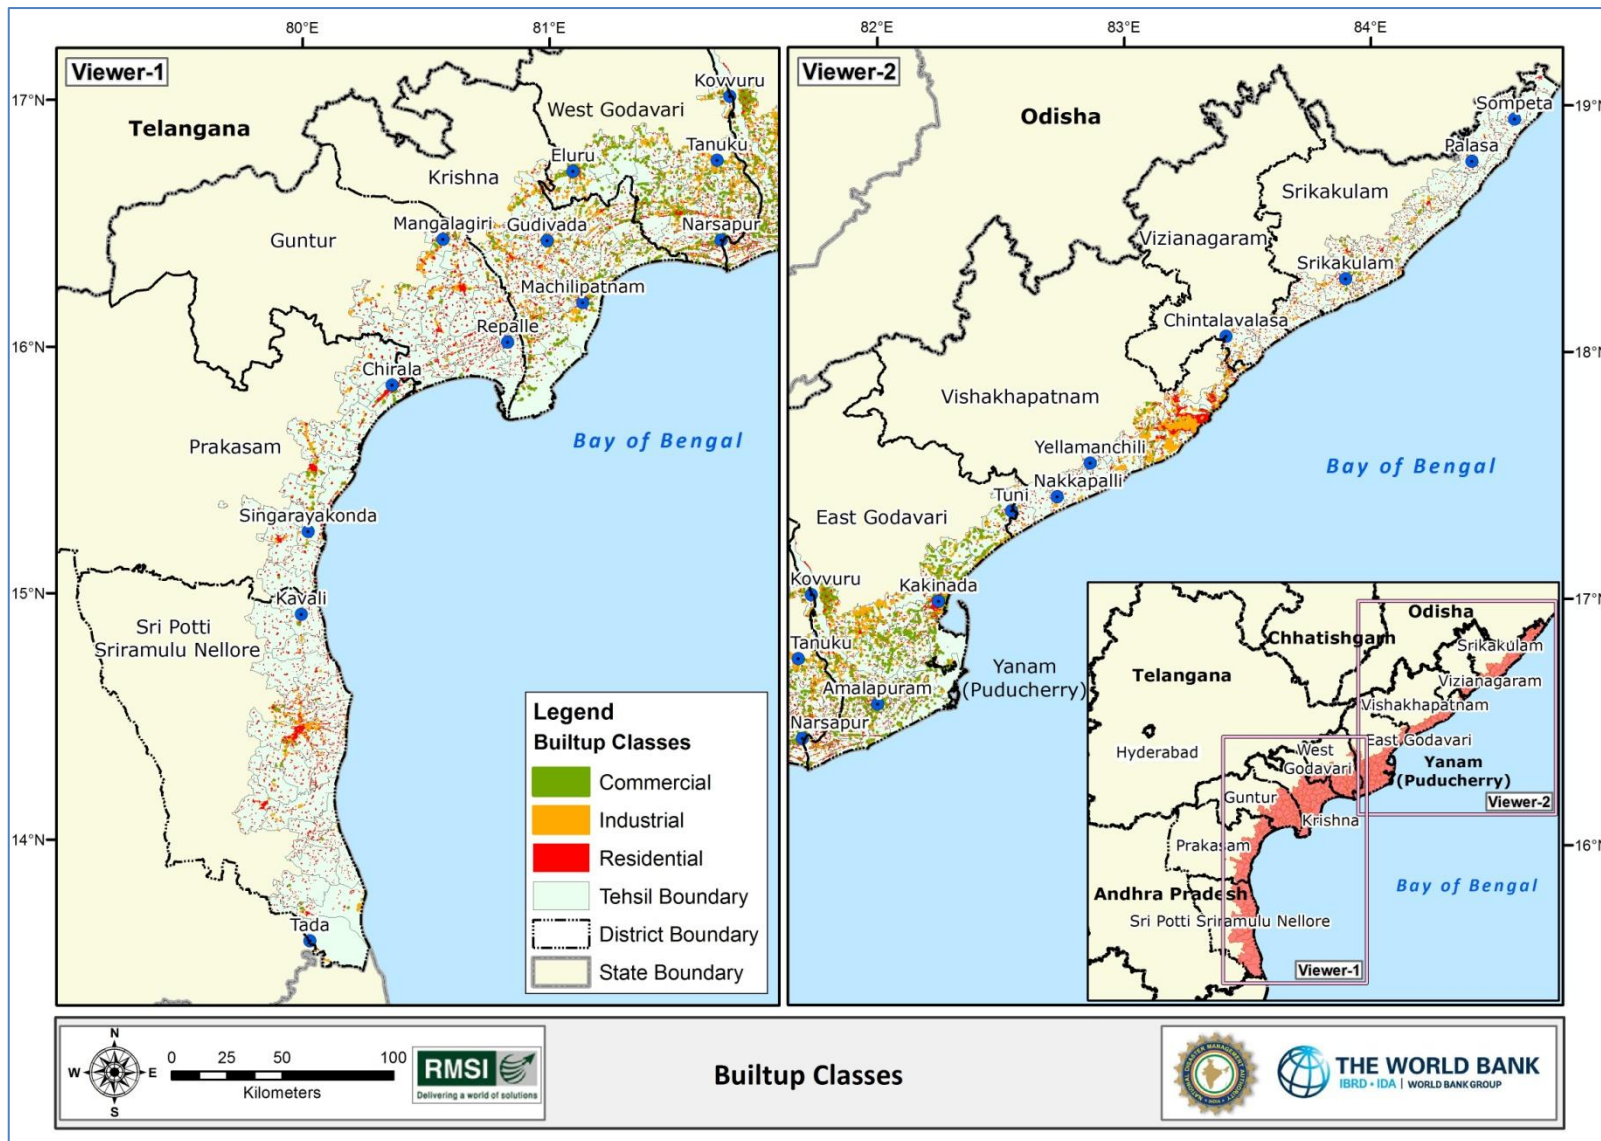 80°E
81°E
82°E
83°E
84°E
Viewer-1
Kovvuru
17°N
West Godavari
Telangana
Tanuku
Eluru
Krishna
Mangalagiri
Gudivada
Narsapur
Guntur
Machilipatnam
Repalle
16°N
Chirala
Prakasam
Bay of Bengal
Singarayakonda
15°N
Kavali
Sri Potti
Sriramulu Nellore
14°N
Tada
Legend
Builtup Classes
Commercial
Industrial
Residential
Tehsil Boundary
District Boundary
State Boundary
Viewer-2
19°N
Sompeta
Odisha
Palasa
Srikakulam
Vizianagaram
Srikakulam
Chintalavalasa
18°N
Vishakhapatnam
Yellamanchili
Bay of Bengal
Nakkapalli
Tuni
East Godavari
Kovvuru
Kakinada
17°N
Tanuku
Yanam
(Puducherry)
Amalapuram
Narsapur
16°N
Odisha
Chhatishgarh
Srikakulam
Telangana
Vizianagaram
Vishakhapatnam
Hyderabad
East Godavari
West
Godavari
Yanam
(Puducherry)
Guntur
Viewer-2
Krishna
Prakasam
Andhra Pradesh
Bay of Bengal
Sri Potti Sriramulu Nellore
Viewer-1
N
W
E
S
0 25 50 100
Kilometers
RMSI
Delivering a world of solutions
Builtup Classes
NATIONAL DISASTER MANAGEMENT AUTHORITY
THE WORLD BANK
IBRD • IDA | WORLD BANK GROUP